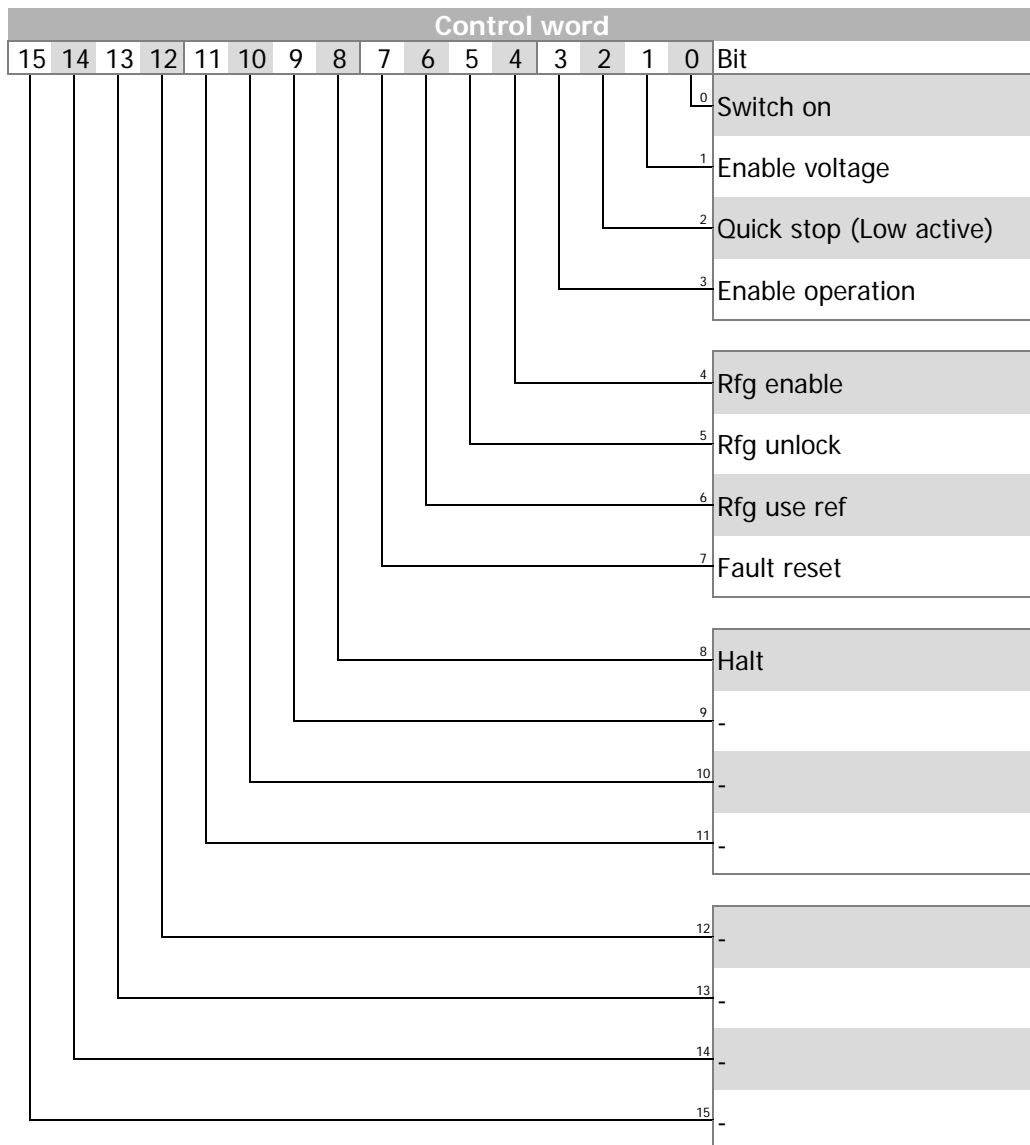 Control word
15 14 13 12 11 10 9 8 7 6 5 4 3 2 1 0 Bit
0 Switch on
1 Enable voltage
2 Quick stop (Low active)
3 Enable operation
4 Rfg enable
5 Rfg unlock
6 Rfg use ref
7 Fault reset
8 Halt
9 -
10 -
11 -
12 -
13 -
14 -
15 -